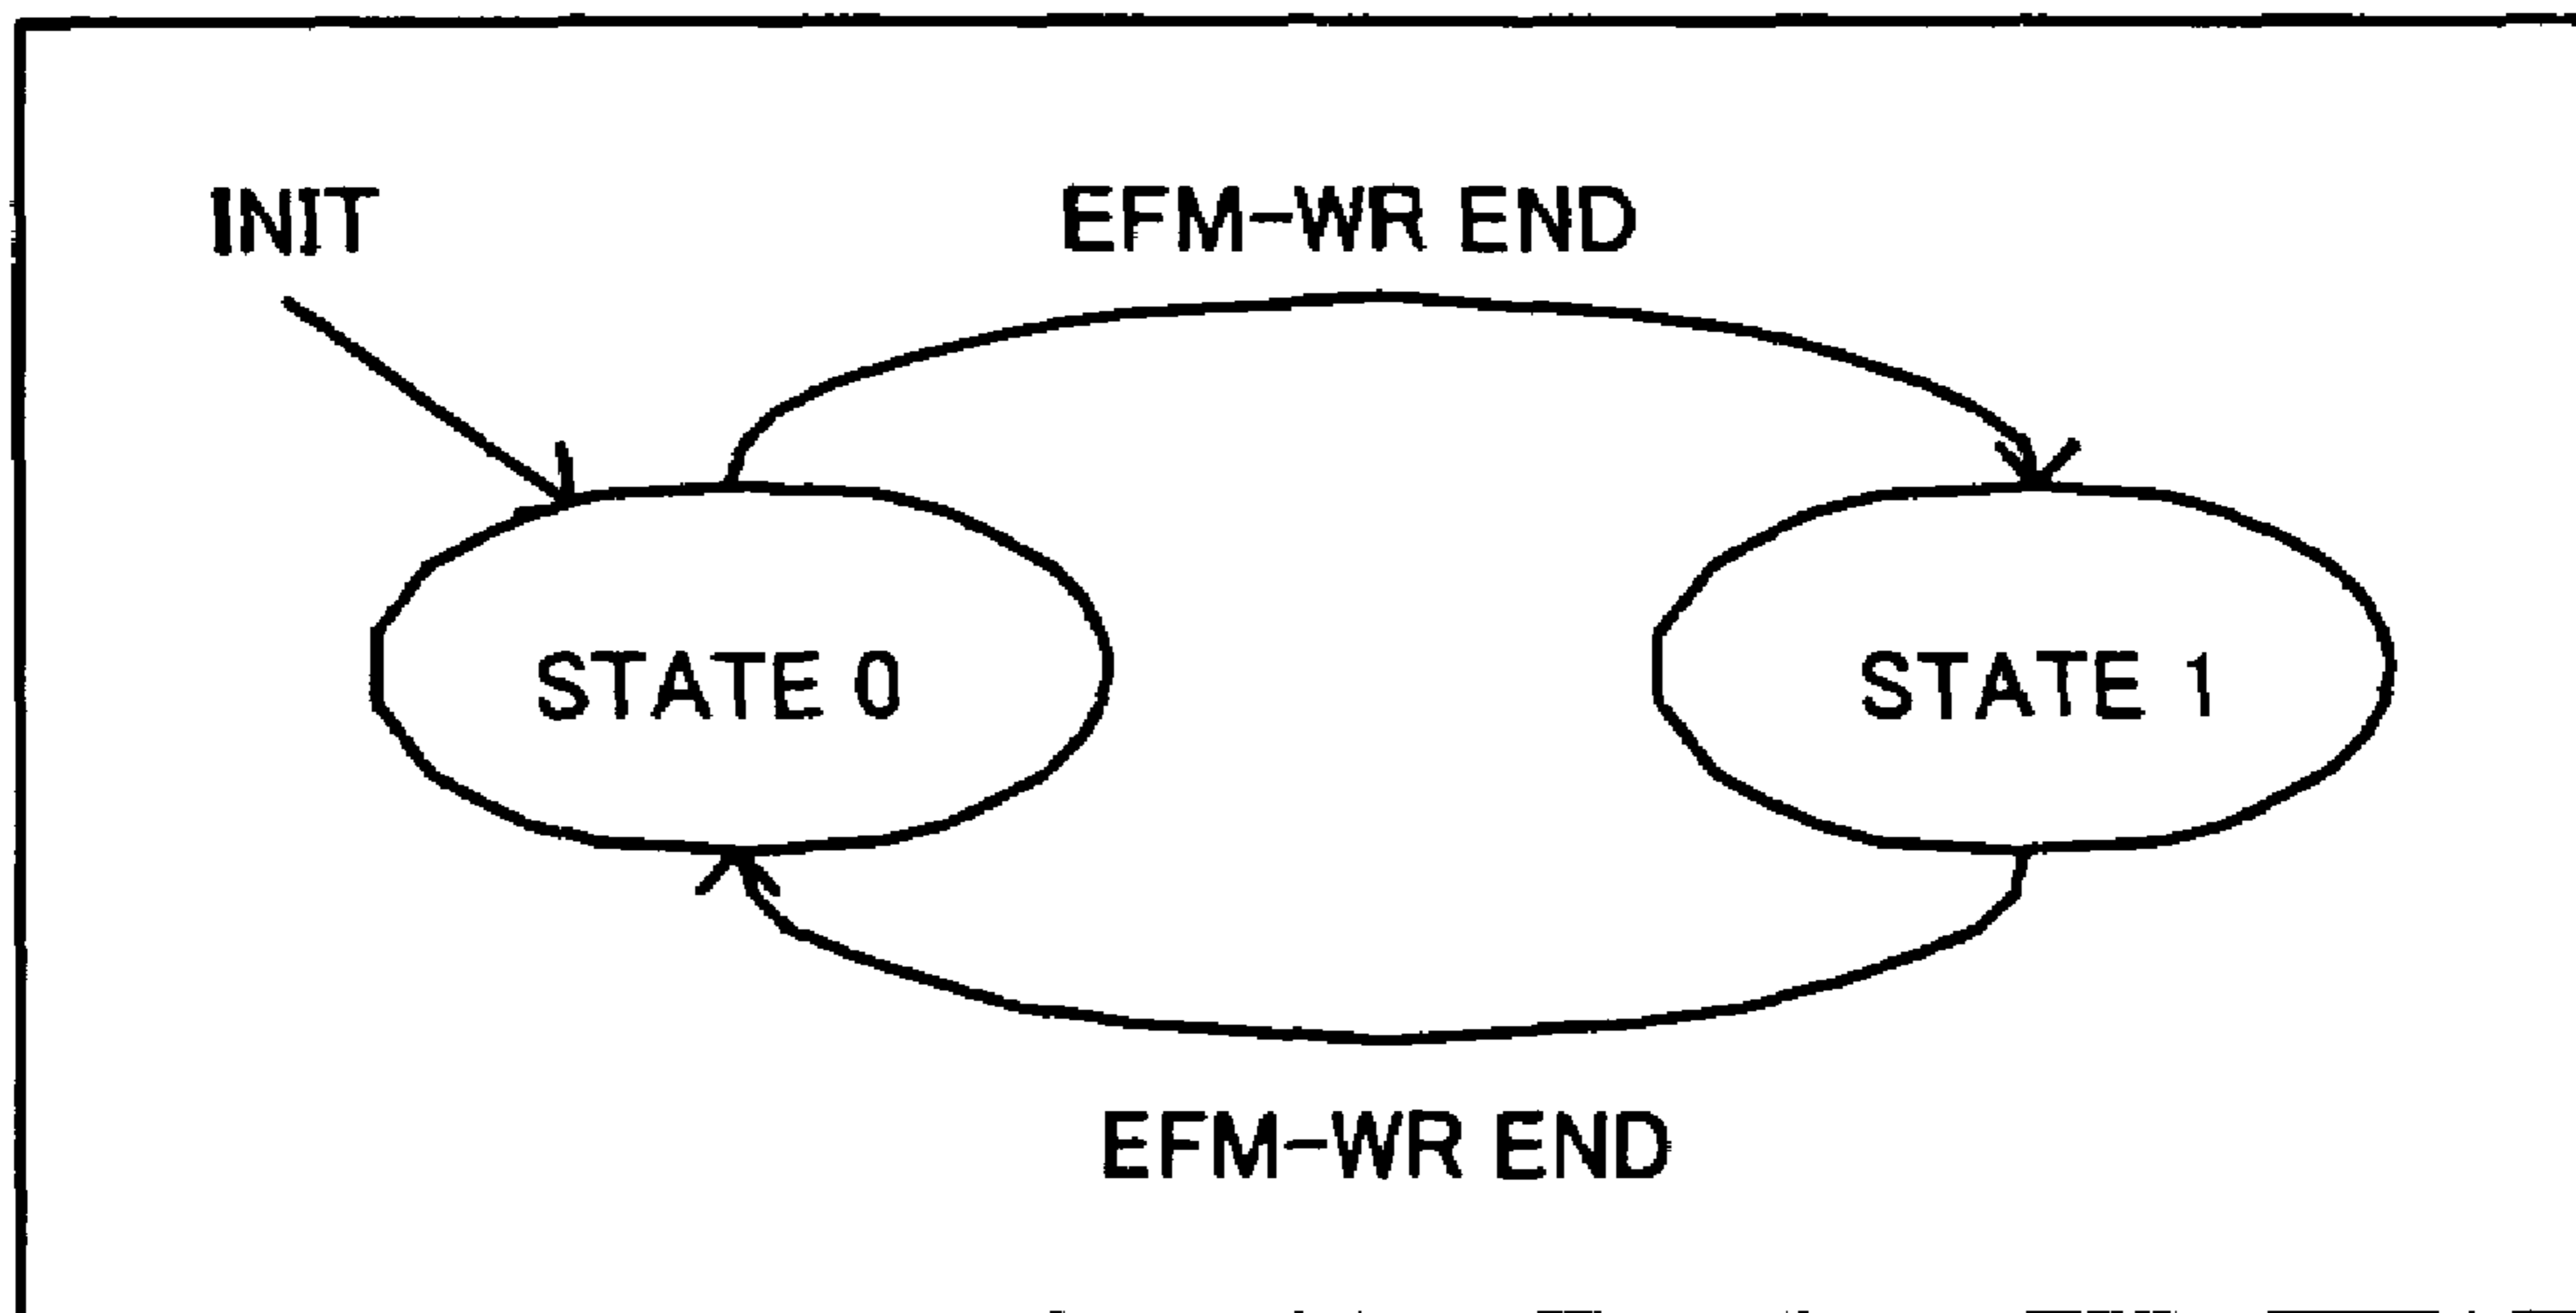 INIT
EFM-WR END
STATE 0
STATE 1
EFM-WR END